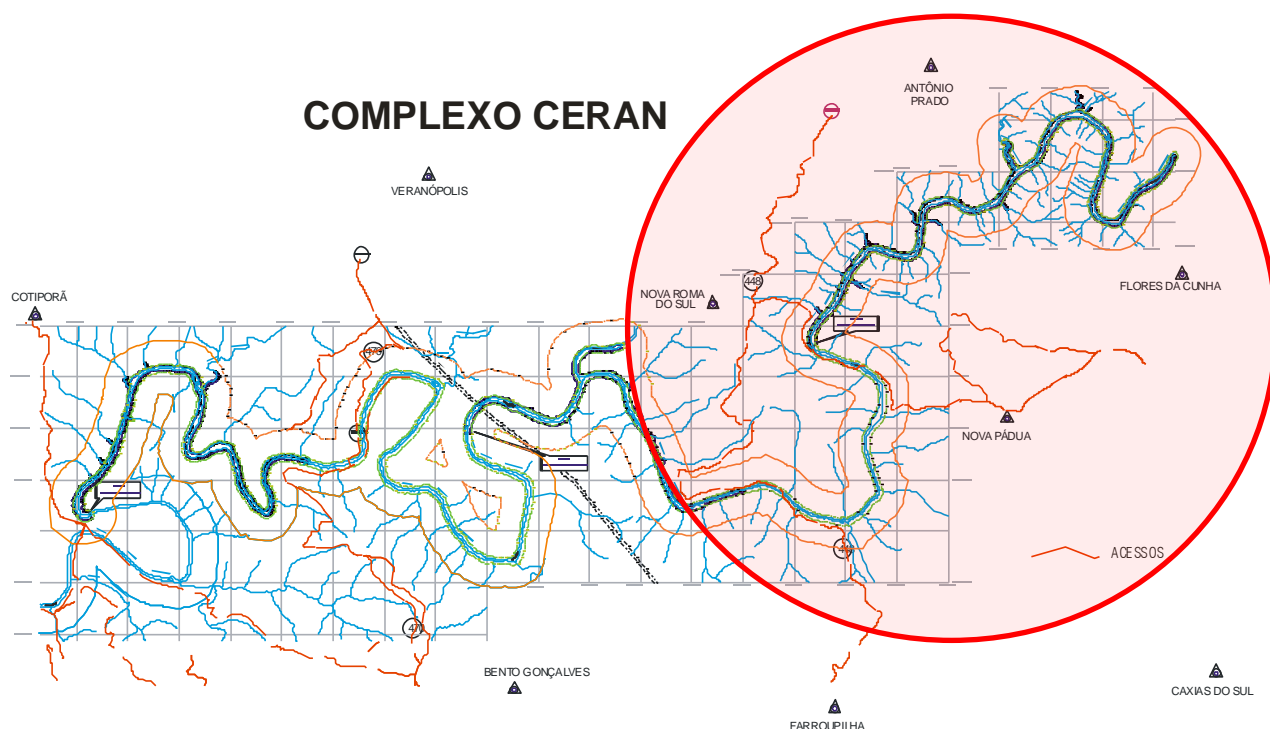 COMPLEXO CERAN
ANTÔNIO
PRADO
VERANÓPOLIS
COTIPORÃ
NOVA ROMA
DO SUL
448
FLORES DA CUNHA
470
NOVA PÁDUA
ACESSOS
470
BENTO GONÇALVES
CAXIAS DO SUL
FARROUPILHA